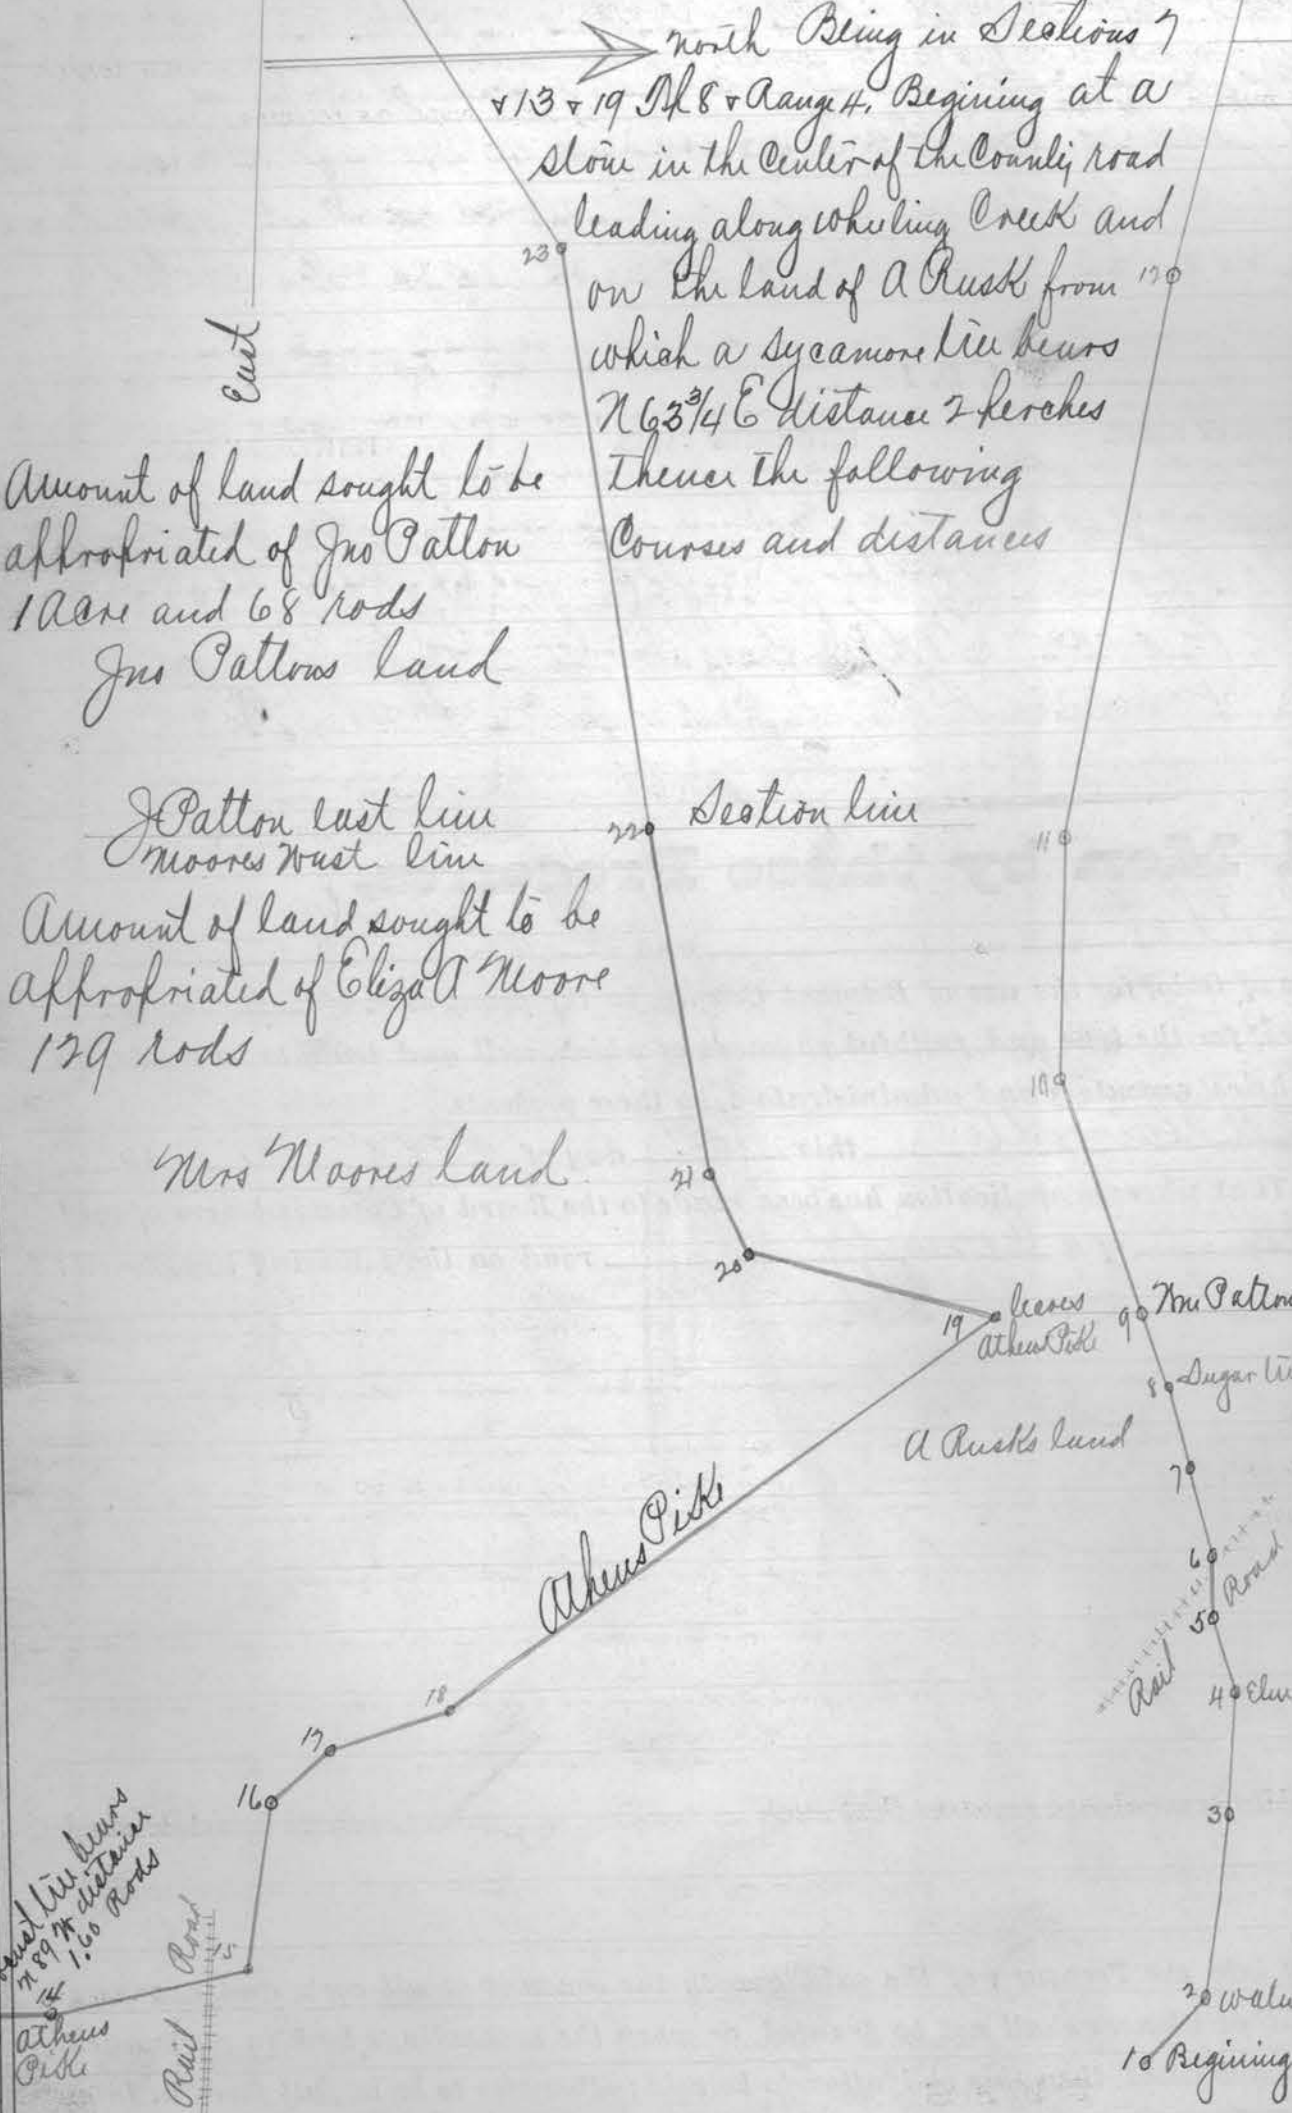 North Being in Sections 7
& 13 & 19 T 8 & Range 4. Begining at a
stone in the Center of the County road
leading along wheeling Creek and
on the land of A Rusk from
which a sycamore tree bears
N 63 3/4 E distance 2 perches
thence the following
Courses and distances
East
23
12
Amount of land sought to be
appropriated of Jno Patton
1 Acre and 68 rods
Jno Pattons land
J Patton east line
Moores West line
22
Section line
11
Amount of land sought to be
appropriated of Eliza A Moore
129 rods
10
Mrs Moores land
21
20
19
leaves
Athens Pike
9
Wm Patton
8
Sugar
A Rusks land
7
Athens Pike
6
5
Rail Road
4
Elm
18
17
16
3
tree bears
N 89 W distance
1.60 Rods
14
Athens
Pike
Rail Road
15
2
1
Begining